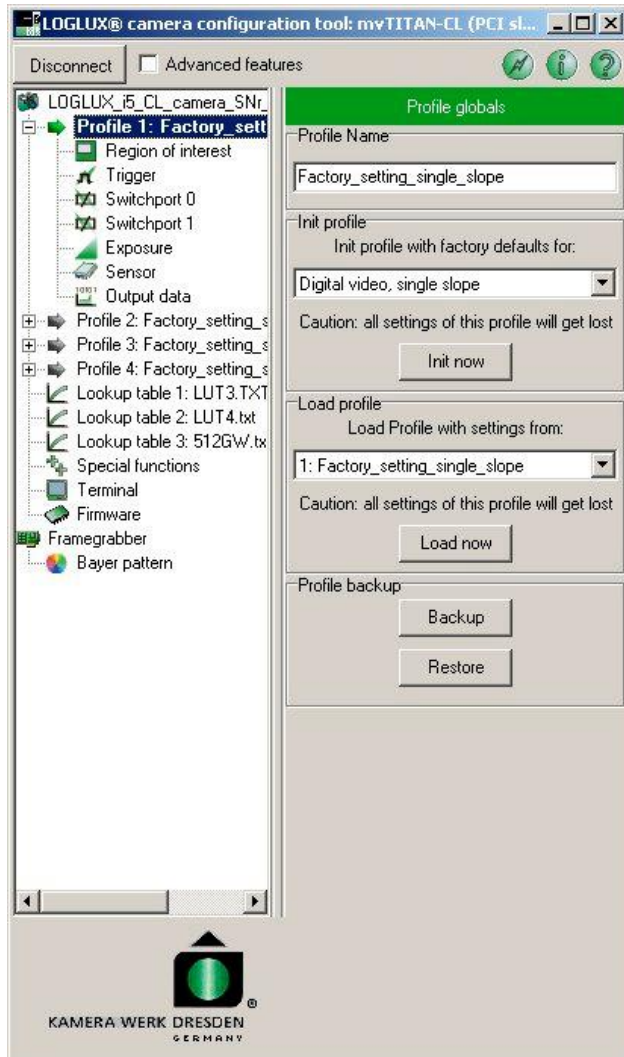 LOGLUX® camera configuration tool: mvTITAN-CL (PCI sl...
Disconnect
Advanced features
LOGLUX_i5_CL_camera_SNr_
Profile 1: Factory_sett
Region of interest
Trigger
Switchport 0
Switchport 1
Exposure
Sensor
Output data
Profile 2: Factory_setting_s
Profile 3: Factory_setting_s
Profile 4: Factory_setting_s
Lookup table 1: LUT3.TXT
Lookup table 2: LUT4.txt
Lookup table 3: 512GW.tx
Special functions
Terminal
Firmware
Framegrabber
Bayer pattern
Profile globals
Profile Name
Factory_setting_single_slope
Init profile
Init profile with factory defaults for:
Digital video, single slope
Caution: all settings of this profile will get lost
Init now
Load profile
Load Profile with settings from:
1: Factory_setting_single_slope
Caution: all settings of this profile will get lost
Load now
Profile backup
Backup
Restore
®
KAMERA WERK DRESDEN
GERMANY